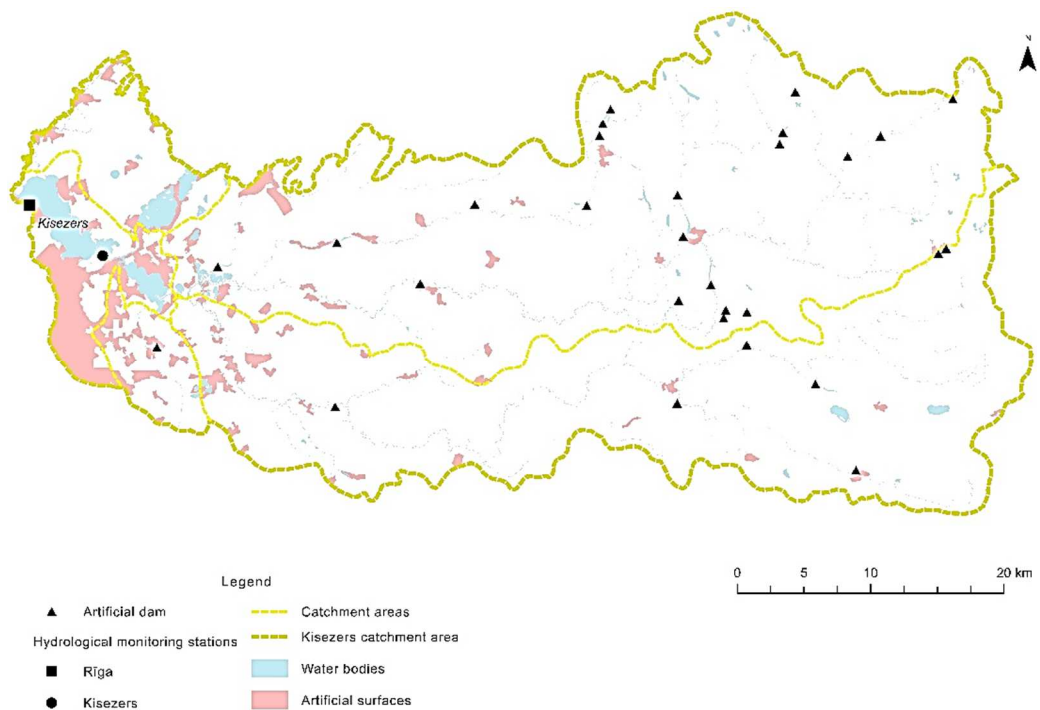 N
Kisezers
Legend
Artificial dam
Hydrological monitoring stations
Rīga
Kisezers
Catchment areas
Kisezers catchment area
Water bodies
Artificial surfaces
0 5 10 20 km